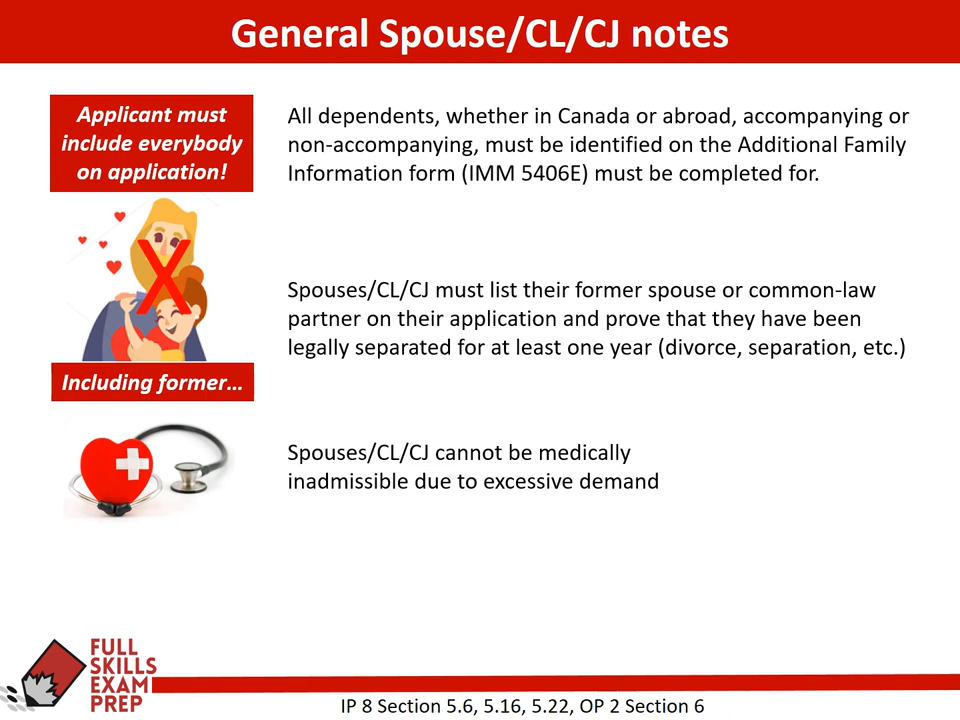 General Spouse/CL/CJ notes
Applicant must
include everybody
on application!
All dependents, whether in Canada or abroad, accompanying or
non-accompanying, must be identified on the Additional Family
Information form (IMM 5406E) must be completed for.
X
Spouses/CL/CJ must list their former spouse or common-law
partner on their application and prove that they have been
legally separated for at least one year (divorce, separation, etc.)
Including former...
Spouses/CL/CJ cannot be medically
inadmissible due to excessive demand
FULL
SKILLS
EXAM
PREP
IP 8 Section 5.6, 5.16, 5.22, OP 2 Section 6